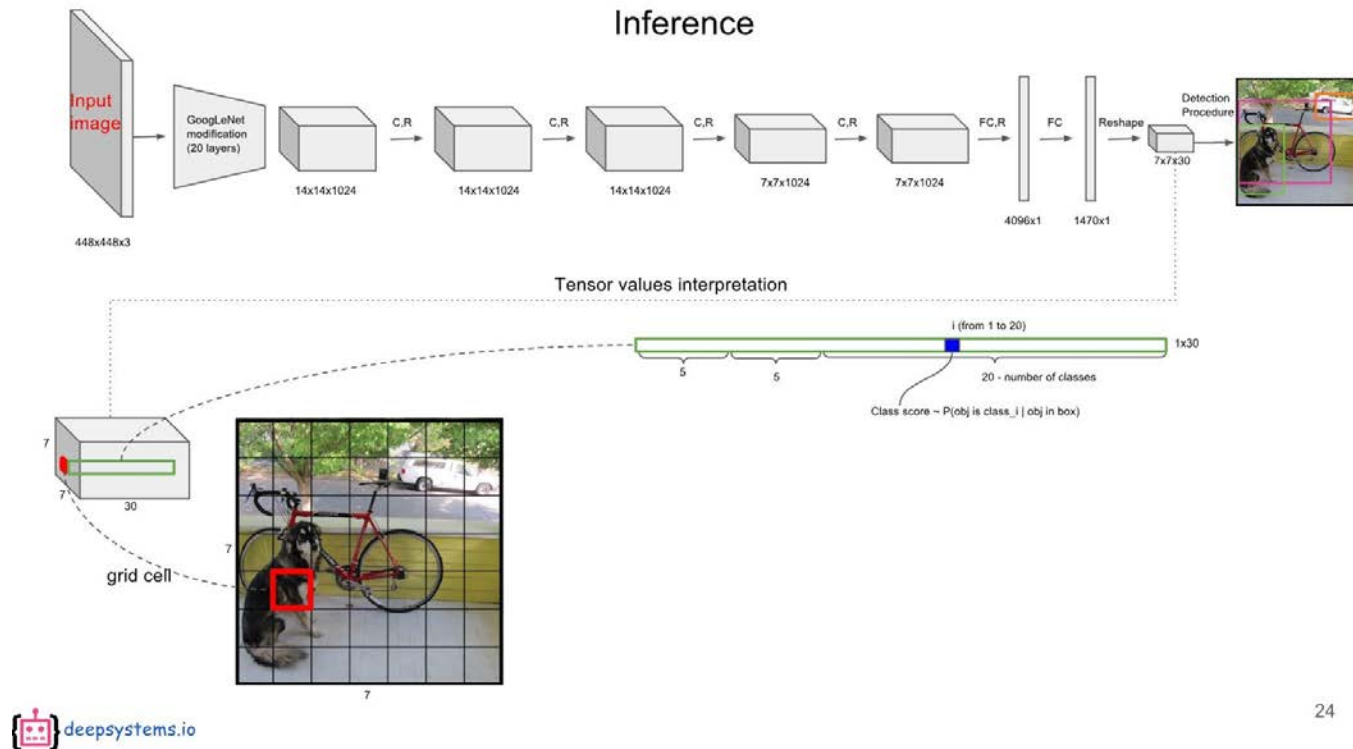 Inference
Input
image
448x448x3
GoogLeNet
modification
(20 layers)
14x14x1024
C,R
14x14x1024
C,R
14x14x1024
C,R
7x7x1024
C,R
7x7x1024
FC,R
4096x1
FC
1470x1
Reshape
7x7x30
Detection
Procedure
Tensor values interpretation
i (from 1 to 20)
1x30
5
5
20 - number of classes
Class score ~ P(obj is class_i | obj in box)
7
7
30
grid cell
7
7
deepsystems.io
24